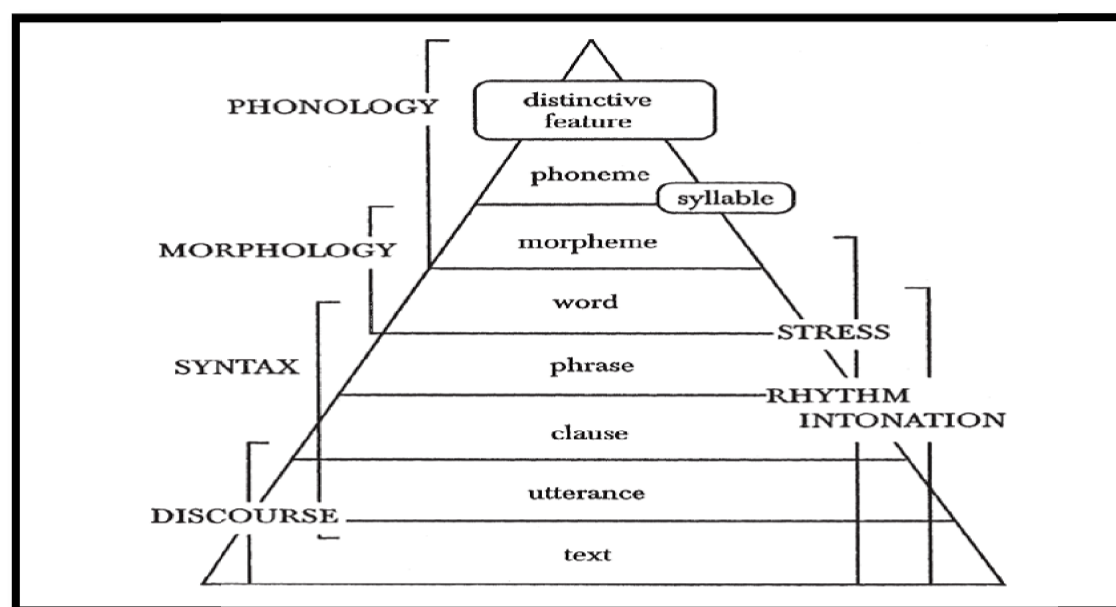 distinctive
feature
PHONOLOGY
phoneme
syllable
morpheme
MORPHOLOGY
word
STRESS
SYNTAX
phrase
RHYTHM
INTONATION
clause
utterance
DISCOURSE
text